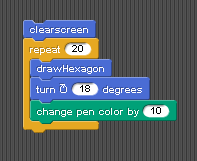 clearscreen
repeat 20
drawHexagon
turn 18 degrees
change pen color by 10